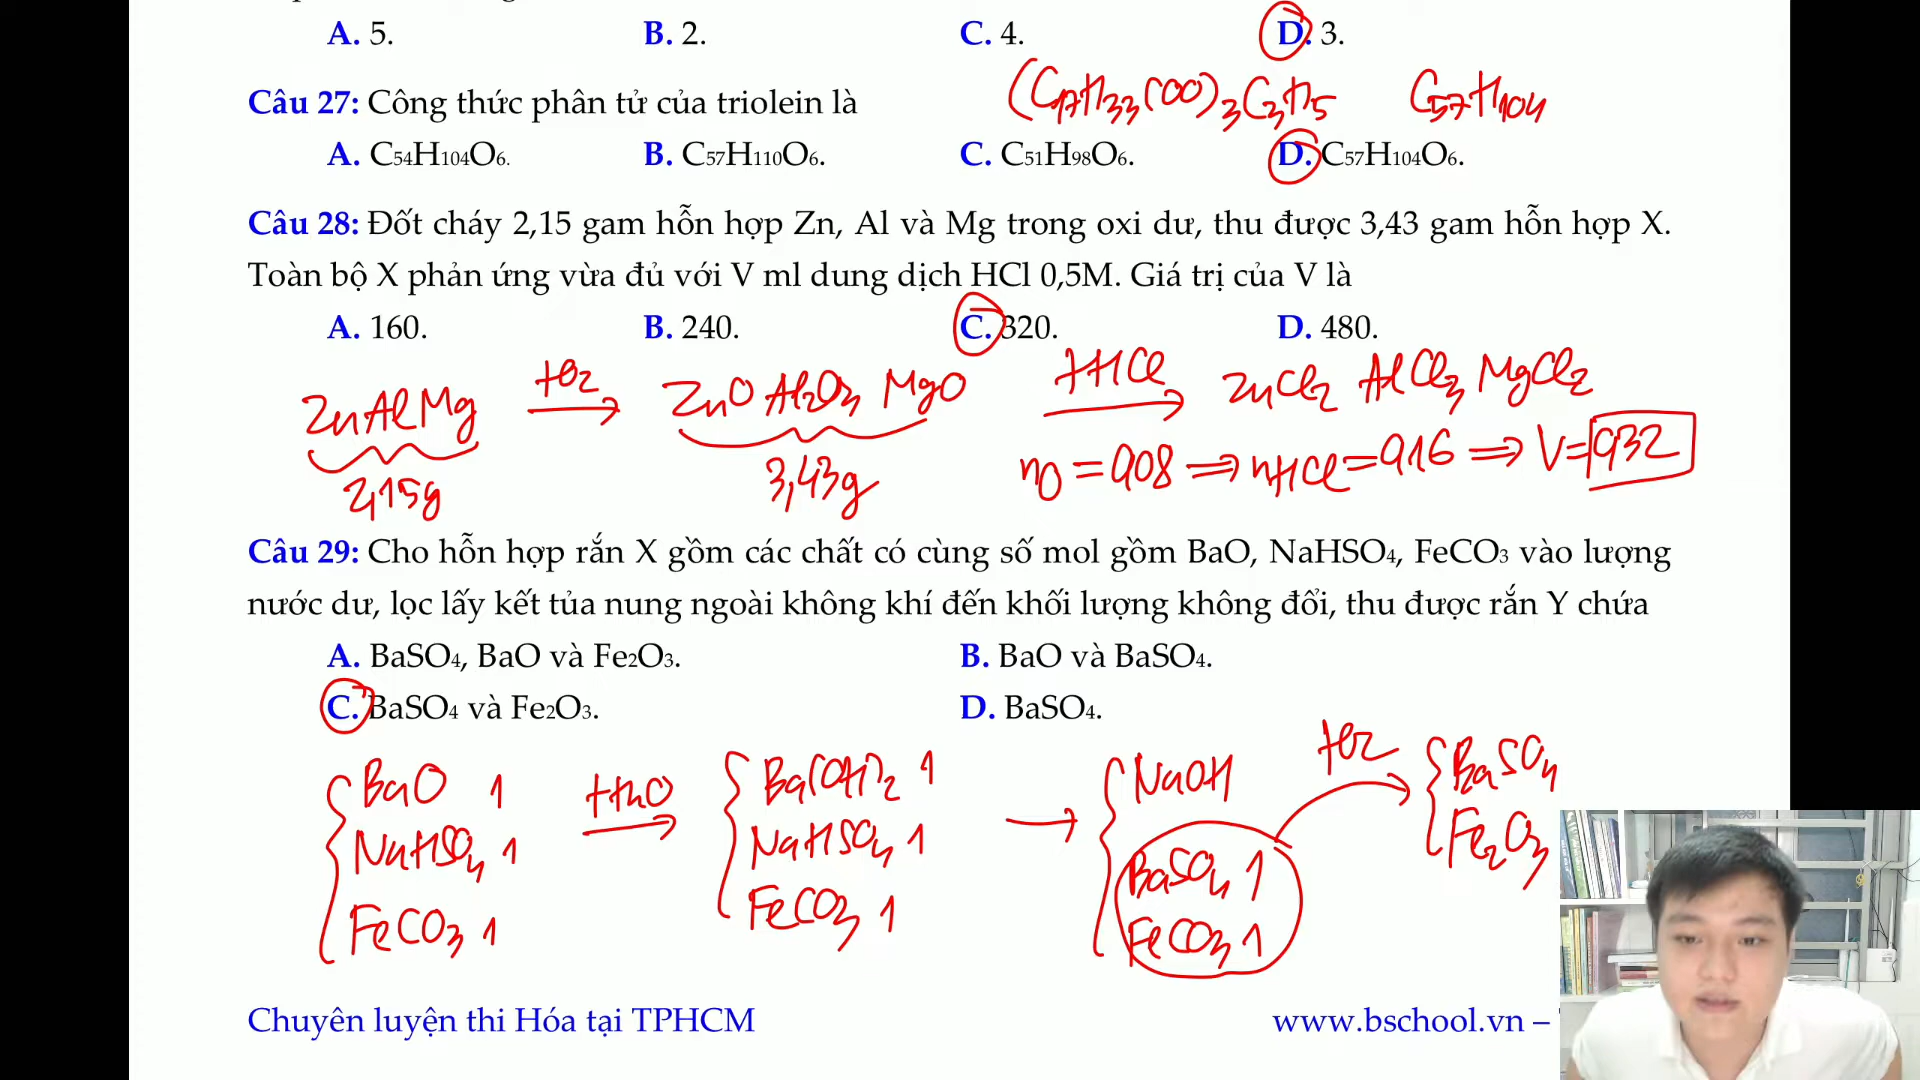 A. 5. B. 2. C. 4. D. 3.
Câu 27: Công thức phân tử của triolein là (C17H33COO)3C3H5 C57H104
A. C54H104O6. B. C57H110O6. C. C51H98O6. D. C57H104O6.
Câu 28: Đốt cháy 2,15 gam hỗn hợp Zn, Al và Mg trong oxi dư, thu được 3,43 gam hỗn hợp X.
Toàn bộ X phản ứng vừa đủ với V ml dung dịch HCl 0,5M. Giá trị của V là
A. 160. B. 240. C. 320. D. 480.
Zn Al Mg +O2 ZnO Al2O3 MgO +HCl ZnCl2 AlCl3 MgCl2
2,15g 3,43g nO = 0,08 ⇒ nHCl = 0,16 ⇒ V = 0,32
Câu 29: Cho hỗn hợp rắn X gồm các chất có cùng số mol gồm BaO, NaHSO4, FeCO3 vào lượng
nước dư, lọc lấy kết tủa nung ngoài không khí đến khối lượng không đổi, thu được rắn Y chứa
A. BaSO4, BaO và Fe2O3. B. BaO và BaSO4.
C. BaSO4 và Fe2O3. D. BaSO4.
BaO 1 +H2O Ba(OH)2 1 → NaOH +O2 BaSO4
NaHSO4 1 NaHSO4 1 BaSO4 1 Fe2O3
FeCO3 1 FeCO3 1 FeCO3 1
Chuyên luyện thi Hóa tại TPHCM www.bschool.vn –